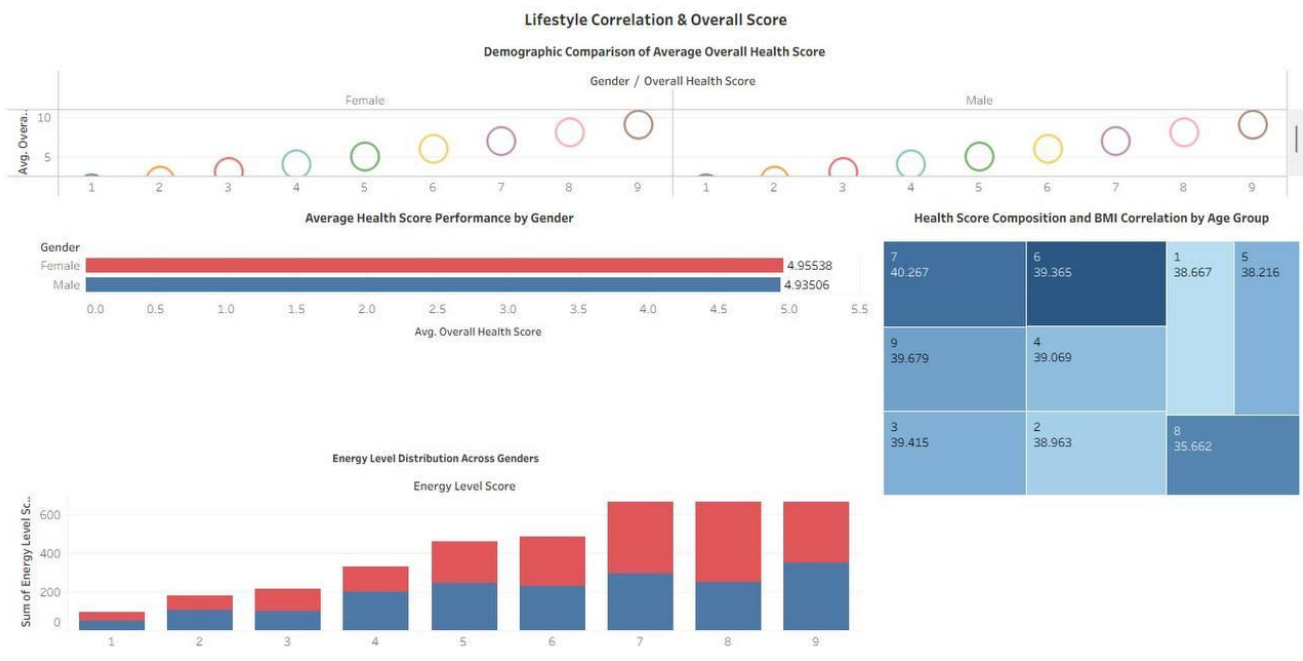 Lifestyle Correlation & Overall Score
Demographic Comparison of Average Overall Health Score
Gender / Overall Health Score
Female
Male
Avg. Overa..
10
5
1 2 3 4 5 6 7 8 9
1 2 3 4 5 6 7 8 9
Average Health Score Performance by Gender
Gender
Female
4.95538
Male
4.93506
0.0 0.5 1.0 1.5 2.0 2.5 3.0 3.5 4.0 4.5 5.0 5.5
Avg. Overall Health Score
Health Score Composition and BMI Correlation by Age Group
7
40.267
6
39.365
1
38.667
5
38.216
9
39.679
4
39.069
3
39.415
2
38.963
8
35.662
Energy Level Distribution Across Genders
Energy Level Score
Sum of Energy Level Sc..
600
400
200
0
1 2 3 4 5 6 7 8 9